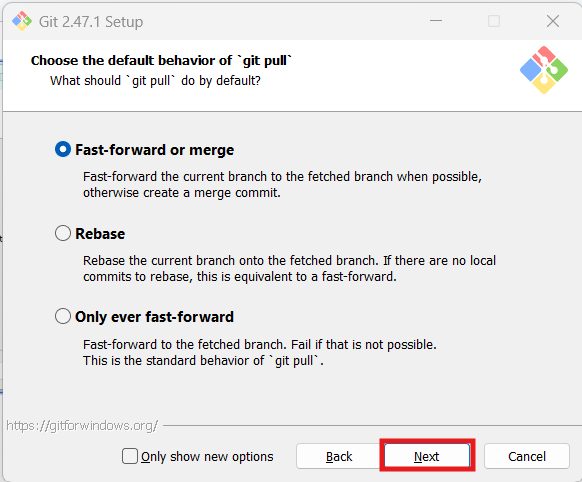 Git 2.47.1 Setup
Choose the default behavior of `git pull`
What should `git pull` do by default?
Fast-forward or merge
Fast-forward the current branch to the fetched branch when possible,
otherwise create a merge commit.
Rebase
Rebase the current branch onto the fetched branch. If there are no local
commits to rebase, this is equivalent to a fast-forward.
Only ever fast-forward
Fast-forward to the fetched branch. Fail if that is not possible.
This is the standard behavior of `git pull`.
https://gitforwindows.org/
Only show new options
Back
Next
Cancel